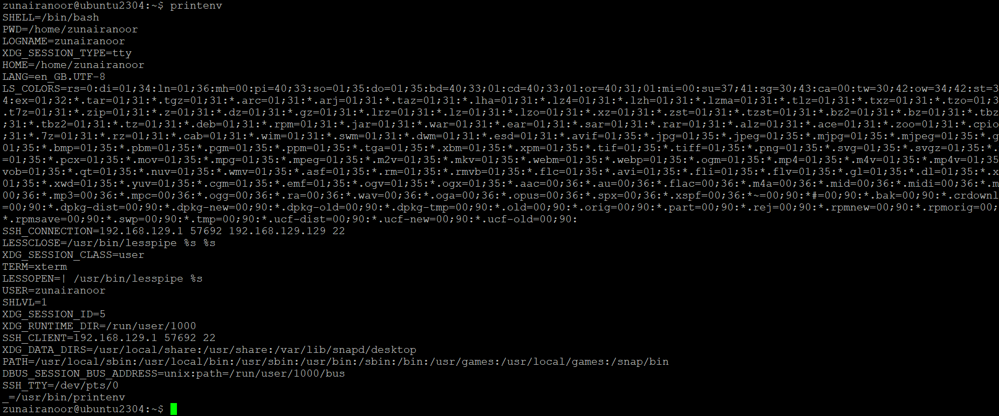 zunairanoor@ubuntu2304:~$ printenv
SHELL=/bin/bash
PWD=/home/zunairanoor
LOGNAME=zunairanoor
XDG_SESSION_TYPE=tty
HOME=/home/zunairanoor
LANG=en_GB.UTF-8
LS_COLORS=rs=0:di=01;34:ln=01;36:mh=00:pi=40;33:so=01;35:do=01;35:bd=40;33;01:cd=40;33;01:or=40;31;01:mi=00:su=37;41:sg=30;43:ca=00:tw=30;42:ow=34;42:st=3
4:ex=01;32:*.tar=01;31:*.tgz=01;31:*.arc=01;31:*.arj=01;31:*.taz=01;31:*.lha=01;31:*.lz4=01;31:*.lzh=01;31:*.lzma=01;31:*.tlz=01;31:*.txz=01;31:*.tzo=01;3
.t7z=01;31:*.zip=01;31:*.z=01;31:*.dz=01;31:*.gz=01;31:*.lrz=01;31:*.lz=01;31:*.lzo=01;31:*.xz=01;31:*.zst=01;31:*.tzst=01;31:*.bz2=01;31:*.bz=01;31:*.tbz
;31:*.tbz2=01;31:*.tz=01;31:*.deb=01;31:*.rpm=01;31:*.jar=01;31:*.war=01;31:*.ear=01;31:*.sar=01;31:*.rar=01;31:*.alz=01;31:*.ace=01;31:*.zoo=01;31:*.cpio
;31:*.7z=01;31:*.rz=01;31:*.cab=01;31:*.wim=01;31:*.swm=01;31:*.dwm=01;31:*.esd=01;31:*.avif=01;35:*.jpg=01;35:*.jpeg=01;35:*.mjpg=01;35:*.mjpeg=01;35:*.g
01;35:*.bmp=01;35:*.pbm=01;35:*.pgm=01;35:*.ppm=01;35:*.tga=01;35:*.xbm=01;35:*.xpm=01;35:*.tif=01;35:*.tiff=01;35:*.png=01;35:*.svg=01;35:*.svgz=01;35:*.
=01;35:*.pcx=01;35:*.mov=01;35:*.mpg=01;35:*.mpeg=01;35:*.m2v=01;35:*.mkv=01;35:*.webm=01;35:*.webp=01;35:*.ogm=01;35:*.mp4=01;35:*.m4v=01;35:*.mp4v=01;35
vob=01;35:*.qt=01;35:*.nuv=01;35:*.wmv=01;35:*.asf=01;35:*.rm=01;35:*.rmvb=01;35:*.flc=01;35:*.avi=01;35:*.fli=01;35:*.flv=01;35:*.gl=01;35:*.dl=01;35:*.x
01;35:*.xwd=01;35:*.yuv=01;35:*.cgm=01;35:*.emf=01;35:*.ogv=01;35:*.ogx=01;35:*.aac=00;36:*.au=00;36:*.flac=00;36:*.m4a=00;36:*.mid=00;36:*.midi=00;36:*.m
00;36:*.mp3=00;36:*.mpc=00;36:*.ogg=00;36:*.ra=00;36:*.wav=00;36:*.oga=00;36:*.opus=00;36:*.spx=00;36:*.xspf=00;36:*~=00;90:*#=00;90:*.bak=00;90:*.crdownl
=00;90:*.dpkg-dist=00;90:*.dpkg-new=00;90:*.dpkg-old=00;90:*.dpkg-tmp=00;90:*.old=00;90:*.orig=00;90:*.part=00;90:*.rej=00;90:*.rpmnew=00;90:*.rpmorig=00;
*.rpmsave=00;90:*.swp=00;90:*.tmp=00;90:*.ucf-dist=00;90:*.ucf-new=00;90:*.ucf-old=00;90:
SSH_CONNECTION=192.168.129.1 57692 192.168.129.129 22
LESSCLOSE=/usr/bin/lesspipe %s %s
XDG_SESSION_CLASS=user
TERM=xterm
LESSOPEN=| /usr/bin/lesspipe %s
USER=zunairanoor
SHLVL=1
XDG_SESSION_ID=5
XDG_RUNTIME_DIR=/run/user/1000
SSH_CLIENT=192.168.129.1 57692 22
XDG_DATA_DIRS=/usr/local/share:/usr/share:/var/lib/snapd/desktop
PATH=/usr/local/sbin:/usr/local/bin:/usr/sbin:/usr/bin:/sbin:/bin:/usr/games:/usr/local/games:/snap/bin
DBUS_SESSION_BUS_ADDRESS=unix:path=/run/user/1000/bus
SSH_TTY=/dev/pts/0
_=/usr/bin/printenv
zunairanoor@ubuntu2304:~$